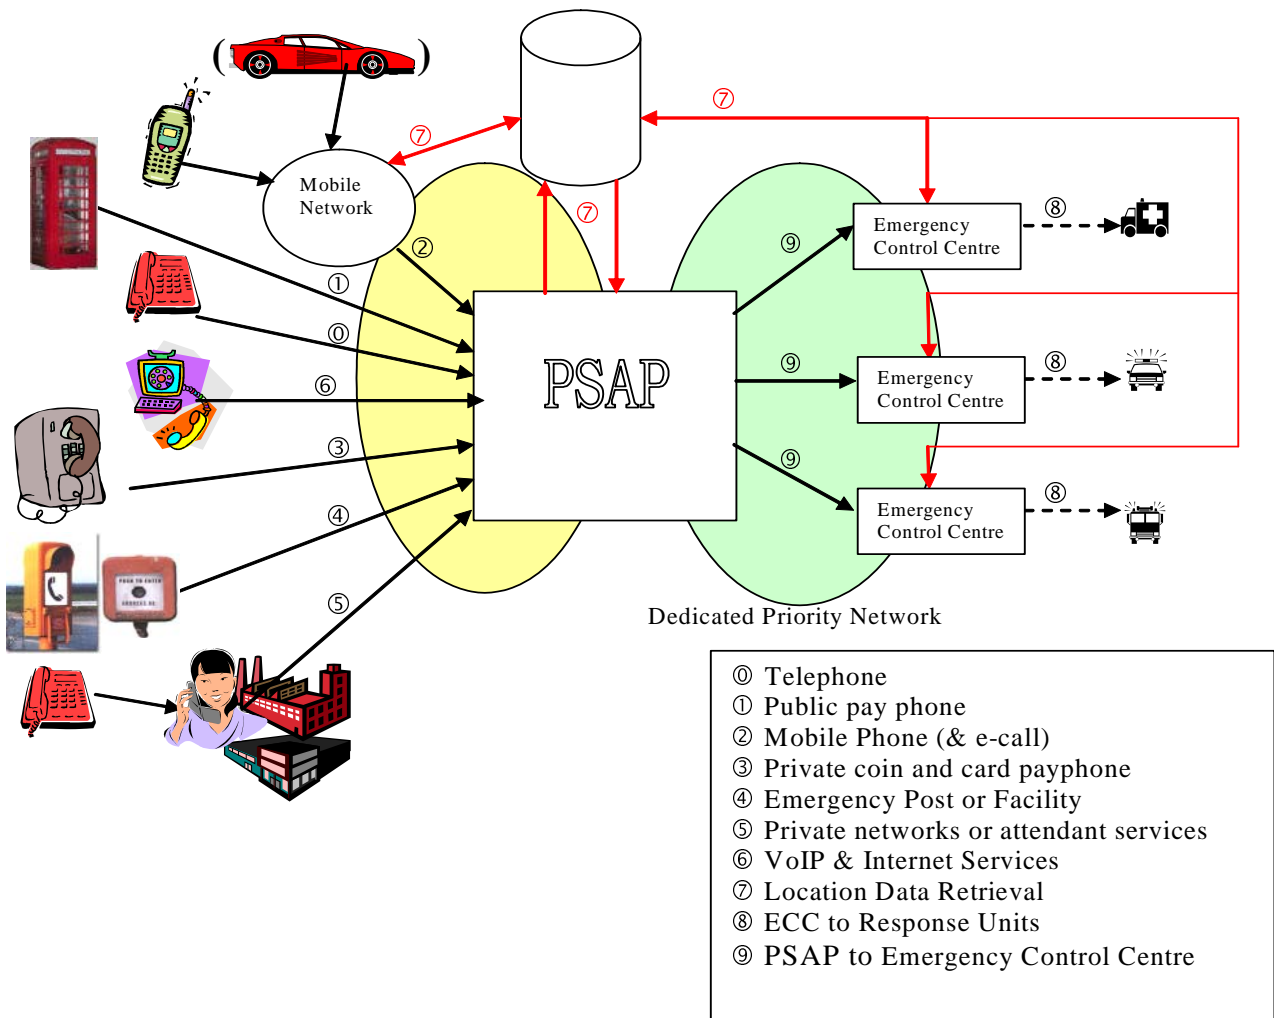 ( )
⑦
⑦
Mobile
Network
⑦
②
①
⓪
⑥
③
④
⑤
PSAP
⑨
⑨
⑨
Emergency
Control Centre
⑧
Emergency
Control Centre
⑧
Emergency
Control Centre
⑧
PUSH TO ENTER
Dedicated Priority Network
⓪ Telephone
① Public pay phone
② Mobile Phone (& e-call)
③ Private coin and card payphone
④ Emergency Post or Facility
⑤ Private networks or attendant services
⑥ VoIP & Internet Services
⑦ Location Data Retrieval
⑧ ECC to Response Units
⑨ PSAP to Emergency Control Centre